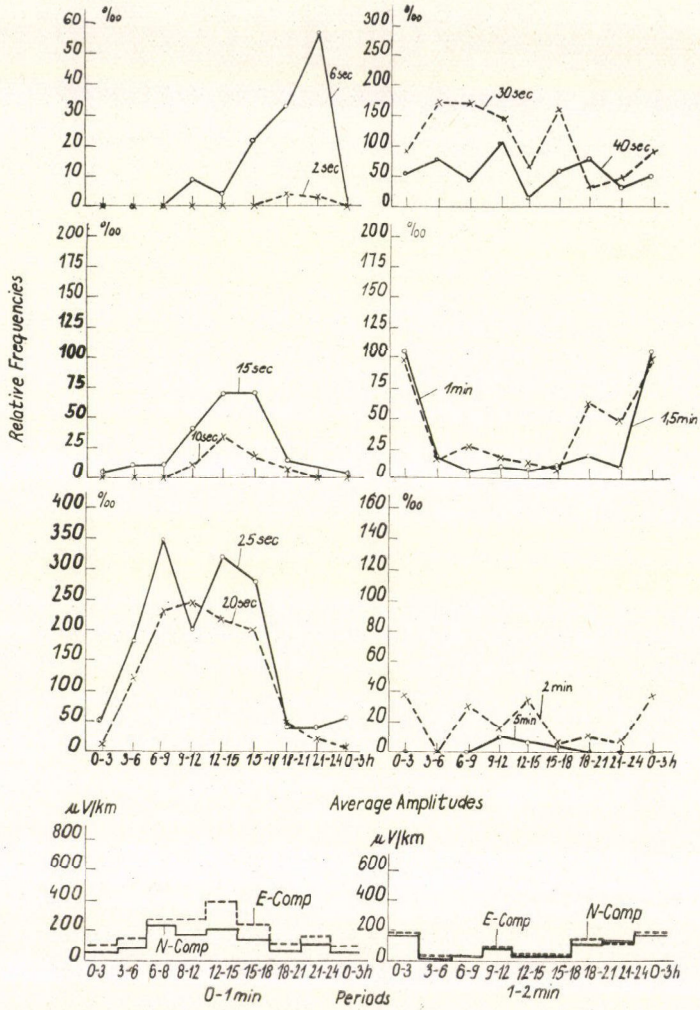 ‰
60
50
40
30
20
10
0
6sec
2sec
‰
300
250
200
150
100
50
0
30sec
40sec
Relative Frequencies
‰
200
175
150
125
100
75
50
25
0
15sec
10sec
‰
200
175
150
125
100
75
50
25
0
1min
1,5min
‰
400
350
300
250
200
150
100
50
0
25sec
20sec
0-3 3-6 6-9 9-12 12-15 15-18 18-21 21-24 0-3h
‰
160
140
120
100
80
60
40
20
0
2min
5min
0-3 3-6 6-9 9-12 12-15 15-18 18-21 21-24 0-3h
Average Amplitudes
µV/km
800
600
400
200
0
E-Comp
N-Comp
0-3 3-6 6-8 8-12 12-15 15-18 18-21 21-24 0-3h
0-1min
µV/km
600
400
200
0
E-Comp
N-Comp
0-3 3-6 6-9 9-12 12-15 15-18 18-21 21-24 0-3h
1-2min
Periods